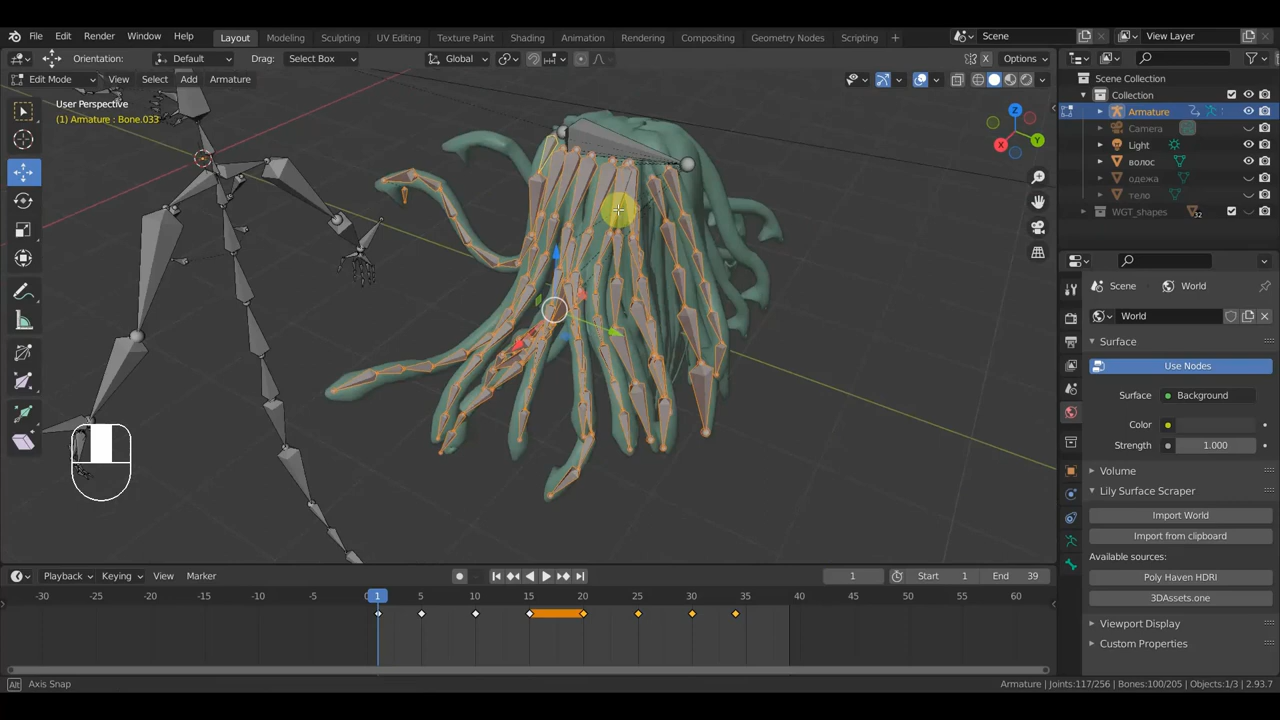 File Edit Render Window Help Layout Modeling Sculpting UV Editing Texture Paint Shading Animation Rendering Compositing Geometry Nodes Scripting + Scene View Layer
Orientation: Default Drag: Select Box Global X Options
Edit Mode View Select Add Armature
User Perspective
(1) Armature : Bone.033
Z
Y
X
Scene Collection
Collection
Armature
Camera
Light
волос
одежа
тело
WGT_shapes 32
Scene World
World
Surface
Use Nodes
Surface Background
Color
Strength 1.000
Volume
Lily Surface Scraper
Import World
Import from clipboard
Available sources:
Poly Haven HDRI
3DAssets.one
Viewport Display
Custom Properties
Playback Keying View Marker 1 Start 1 End 39
-30 -25 -20 -15 -10 -5 1 5 10 15 20 25 30 35 40 45 50 55 60
Alt Axis Snap Armature | Joints:117/256 | Bones:100/205 | Objects:1/3 | 2.93.7